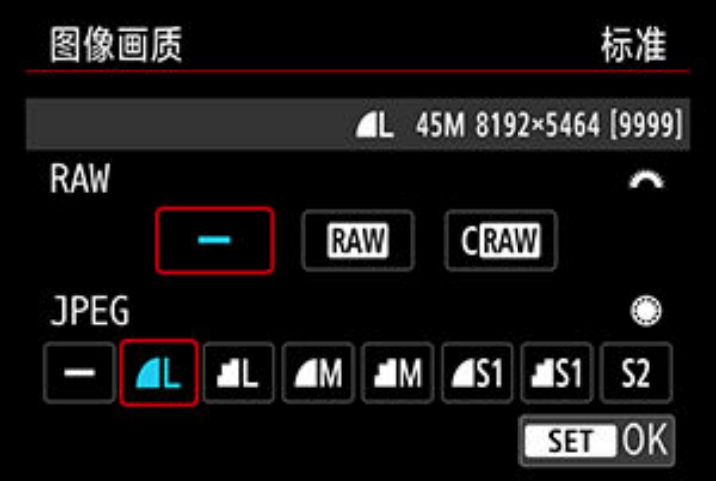 图像画质 标准
L 45M 8192×5464 [9999]
RAW
— RAW CRAW
JPEG
— L L M M S1 S1 S2
SET OK